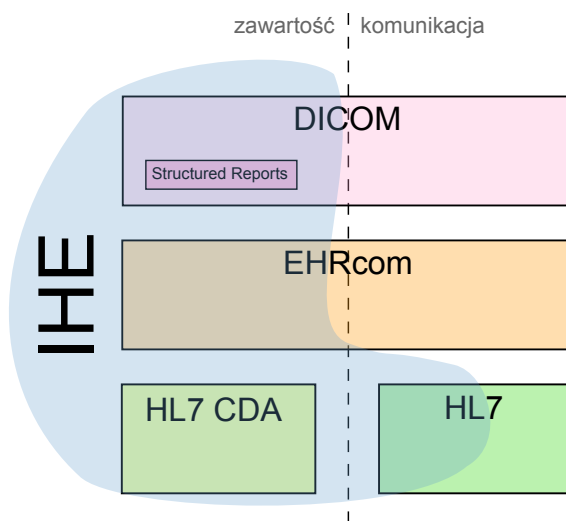 zawartość
komunikacja
DICOM
Structured Reports
IHE
EHRcom
HL7 CDA
HL7